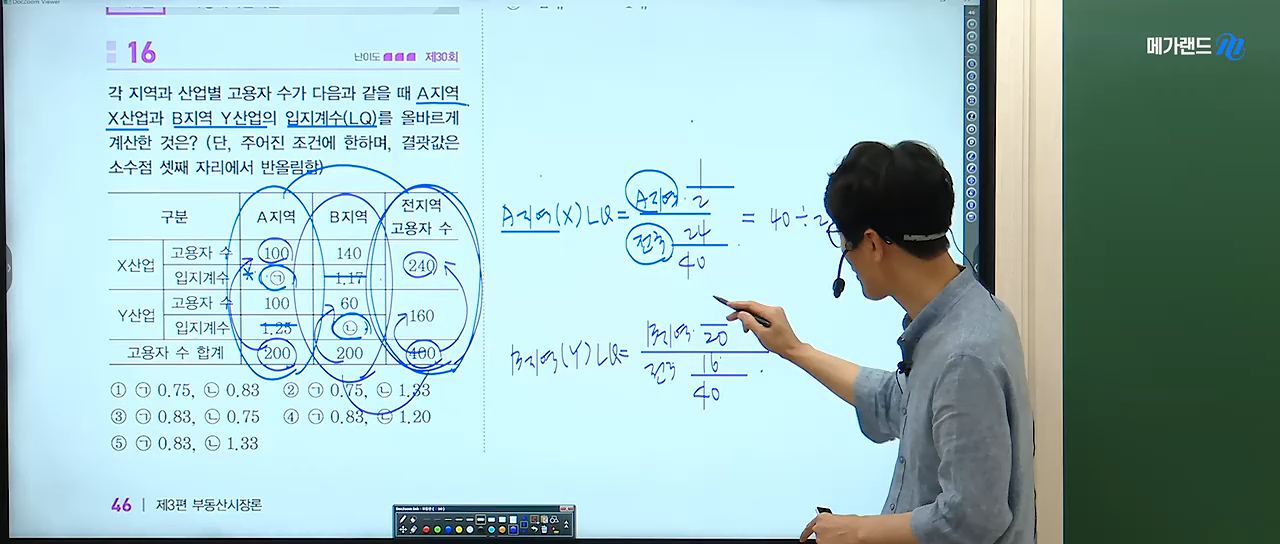 DocZoom Viewer
메가랜드
16
난이도 제30회
각 지역과 산업별 고용자 수가 다음과 같을 때 A지역
X산업과 B지역 Y산업의 입지계수(LQ)를 올바르게
계산한 것은? (단, 주어진 조건에 한하며, 결괏값은
소수점 셋째 자리에서 반올림함)
구분 A지역 B지역 전지역 고용자 수
X산업 고용자 수 100 140 240
입지계수 ㉠ 1.17
Y산업 고용자 수 100 60 160
입지계수 1.25 ㉡
고용자 수 합계 200 200 400
① ㉠ 0.75, ㉡ 0.83 ② ㉠ 0.75, ㉡ 1.33
③ ㉠ 0.83, ㉡ 0.75 ④ ㉠ 0.83, ㉡ 1.20
⑤ ㉠ 0.83, ㉡ 1.33
46 제3편 부동산시장론
1
A지역(X)LQ = A지역 2
전국 24
40
= 40 ÷ 2
B지역(Y)LQ = B지역 20
전국 16
40